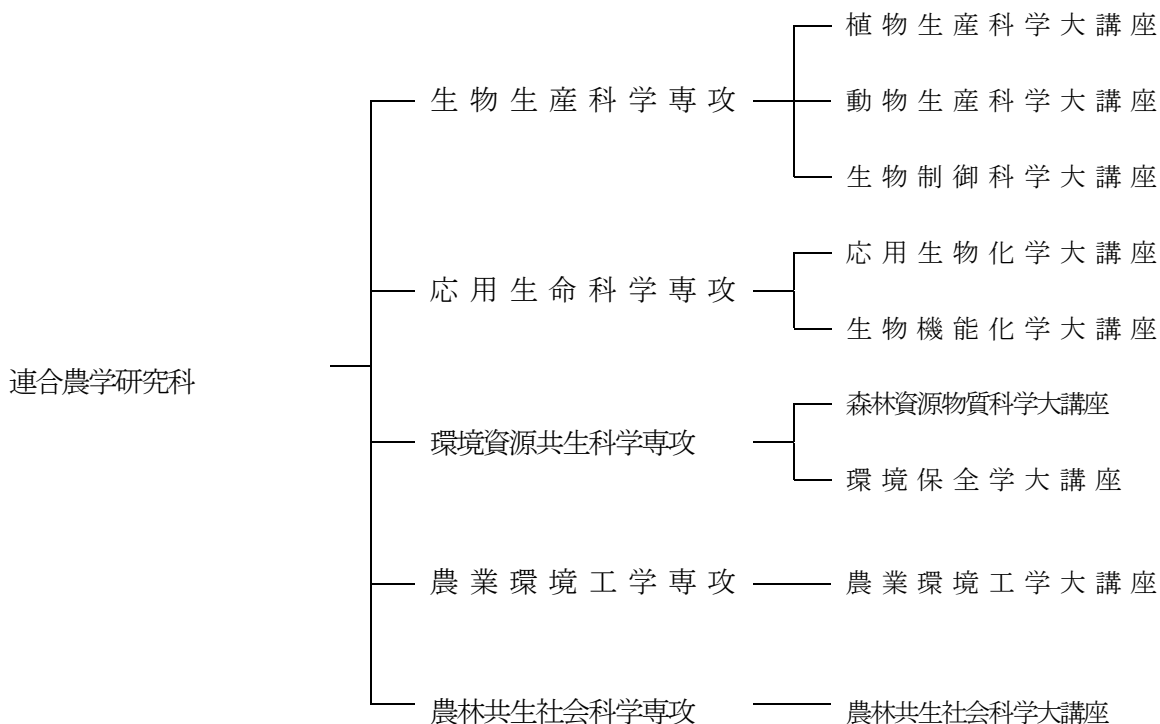 連合農学研究科
生物生産科学専攻
植物生産科学大講座
動物生産科学大講座
生物制御科学大講座
応用生命科学専攻
応用生物化学大講座
生物機能化学大講座
環境資源共生科学専攻
森林資源物質科学大講座
環境保全学大講座
農業環境工学専攻
農業環境工学大講座
農林共生社会科学専攻
農林共生社会科学大講座